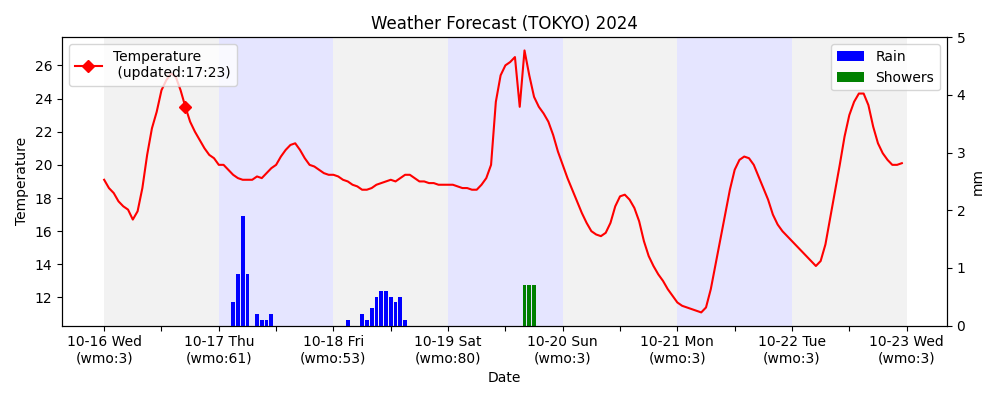 Weather Forecast (TOKYO) 2024
Temperature
(updated:17:23)
Rain
Showers
Temperature
26
24
22
20
18
16
14
12
5
4
3
2
1
0
mm
10-16 Wed 10-17 Thu 10-18 Fri 10-19 Sat 10-20 Sun 10-21 Mon 10-22 Tue 10-23 Wed
(wmo:3) (wmo:61) (wmo:53) (wmo:80) (wmo:3) (wmo:3) (wmo:3) (wmo:3)
Date